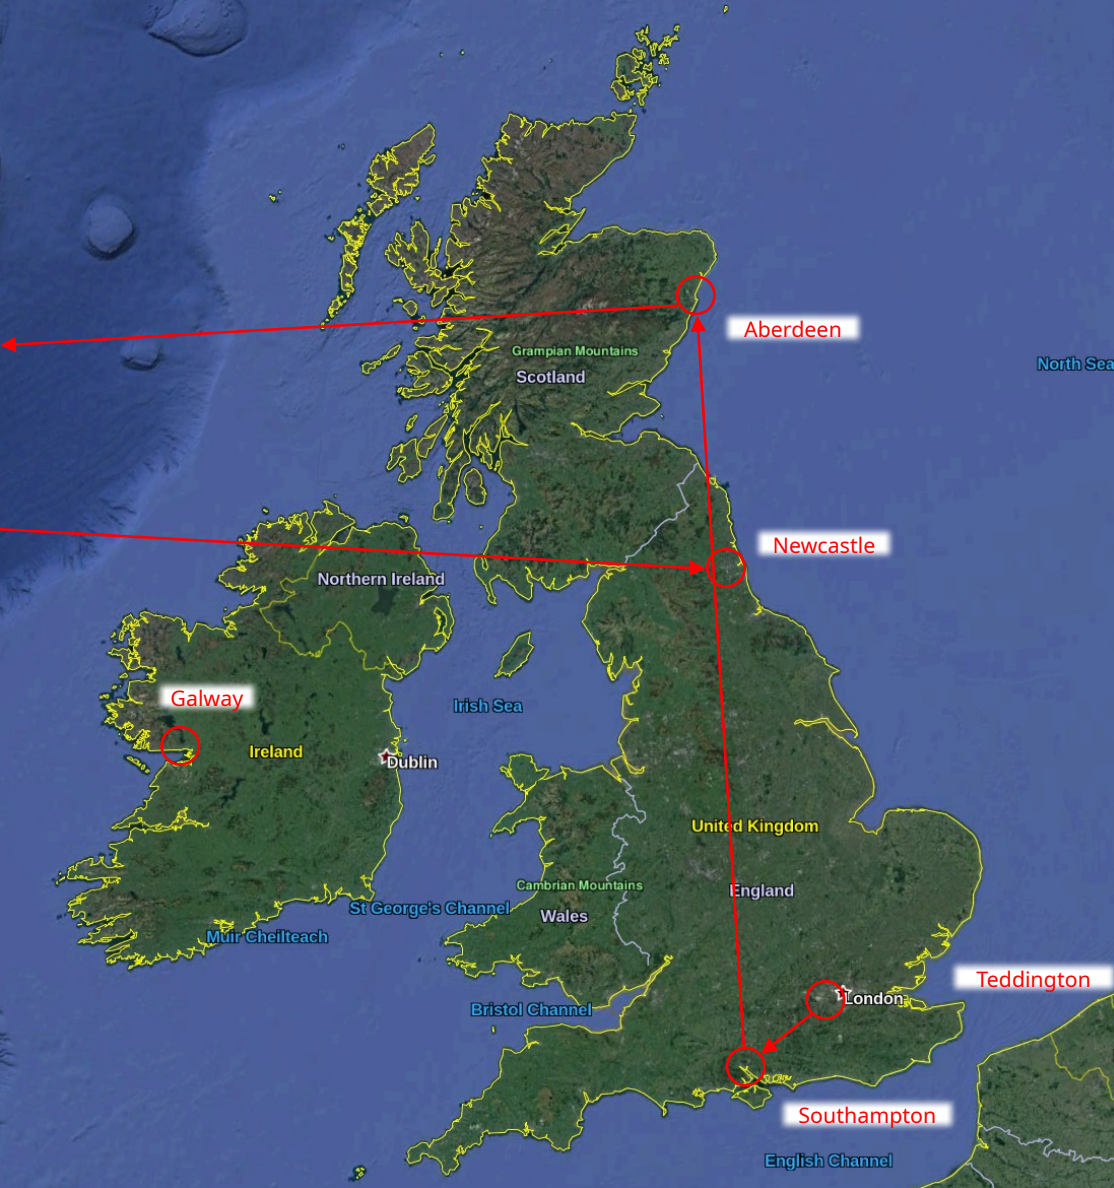 Aberdeen
Grampian Mountains
North Sea
Scotland
Newcastle
Northern Ireland
Galway
Irish Sea
Ireland
Dublin
United Kingdom
Cambrian Mountains
England
St George's Channel
Wales
Muir Cheilteach
Teddington
London
Bristol Channel
Southampton
English Channel